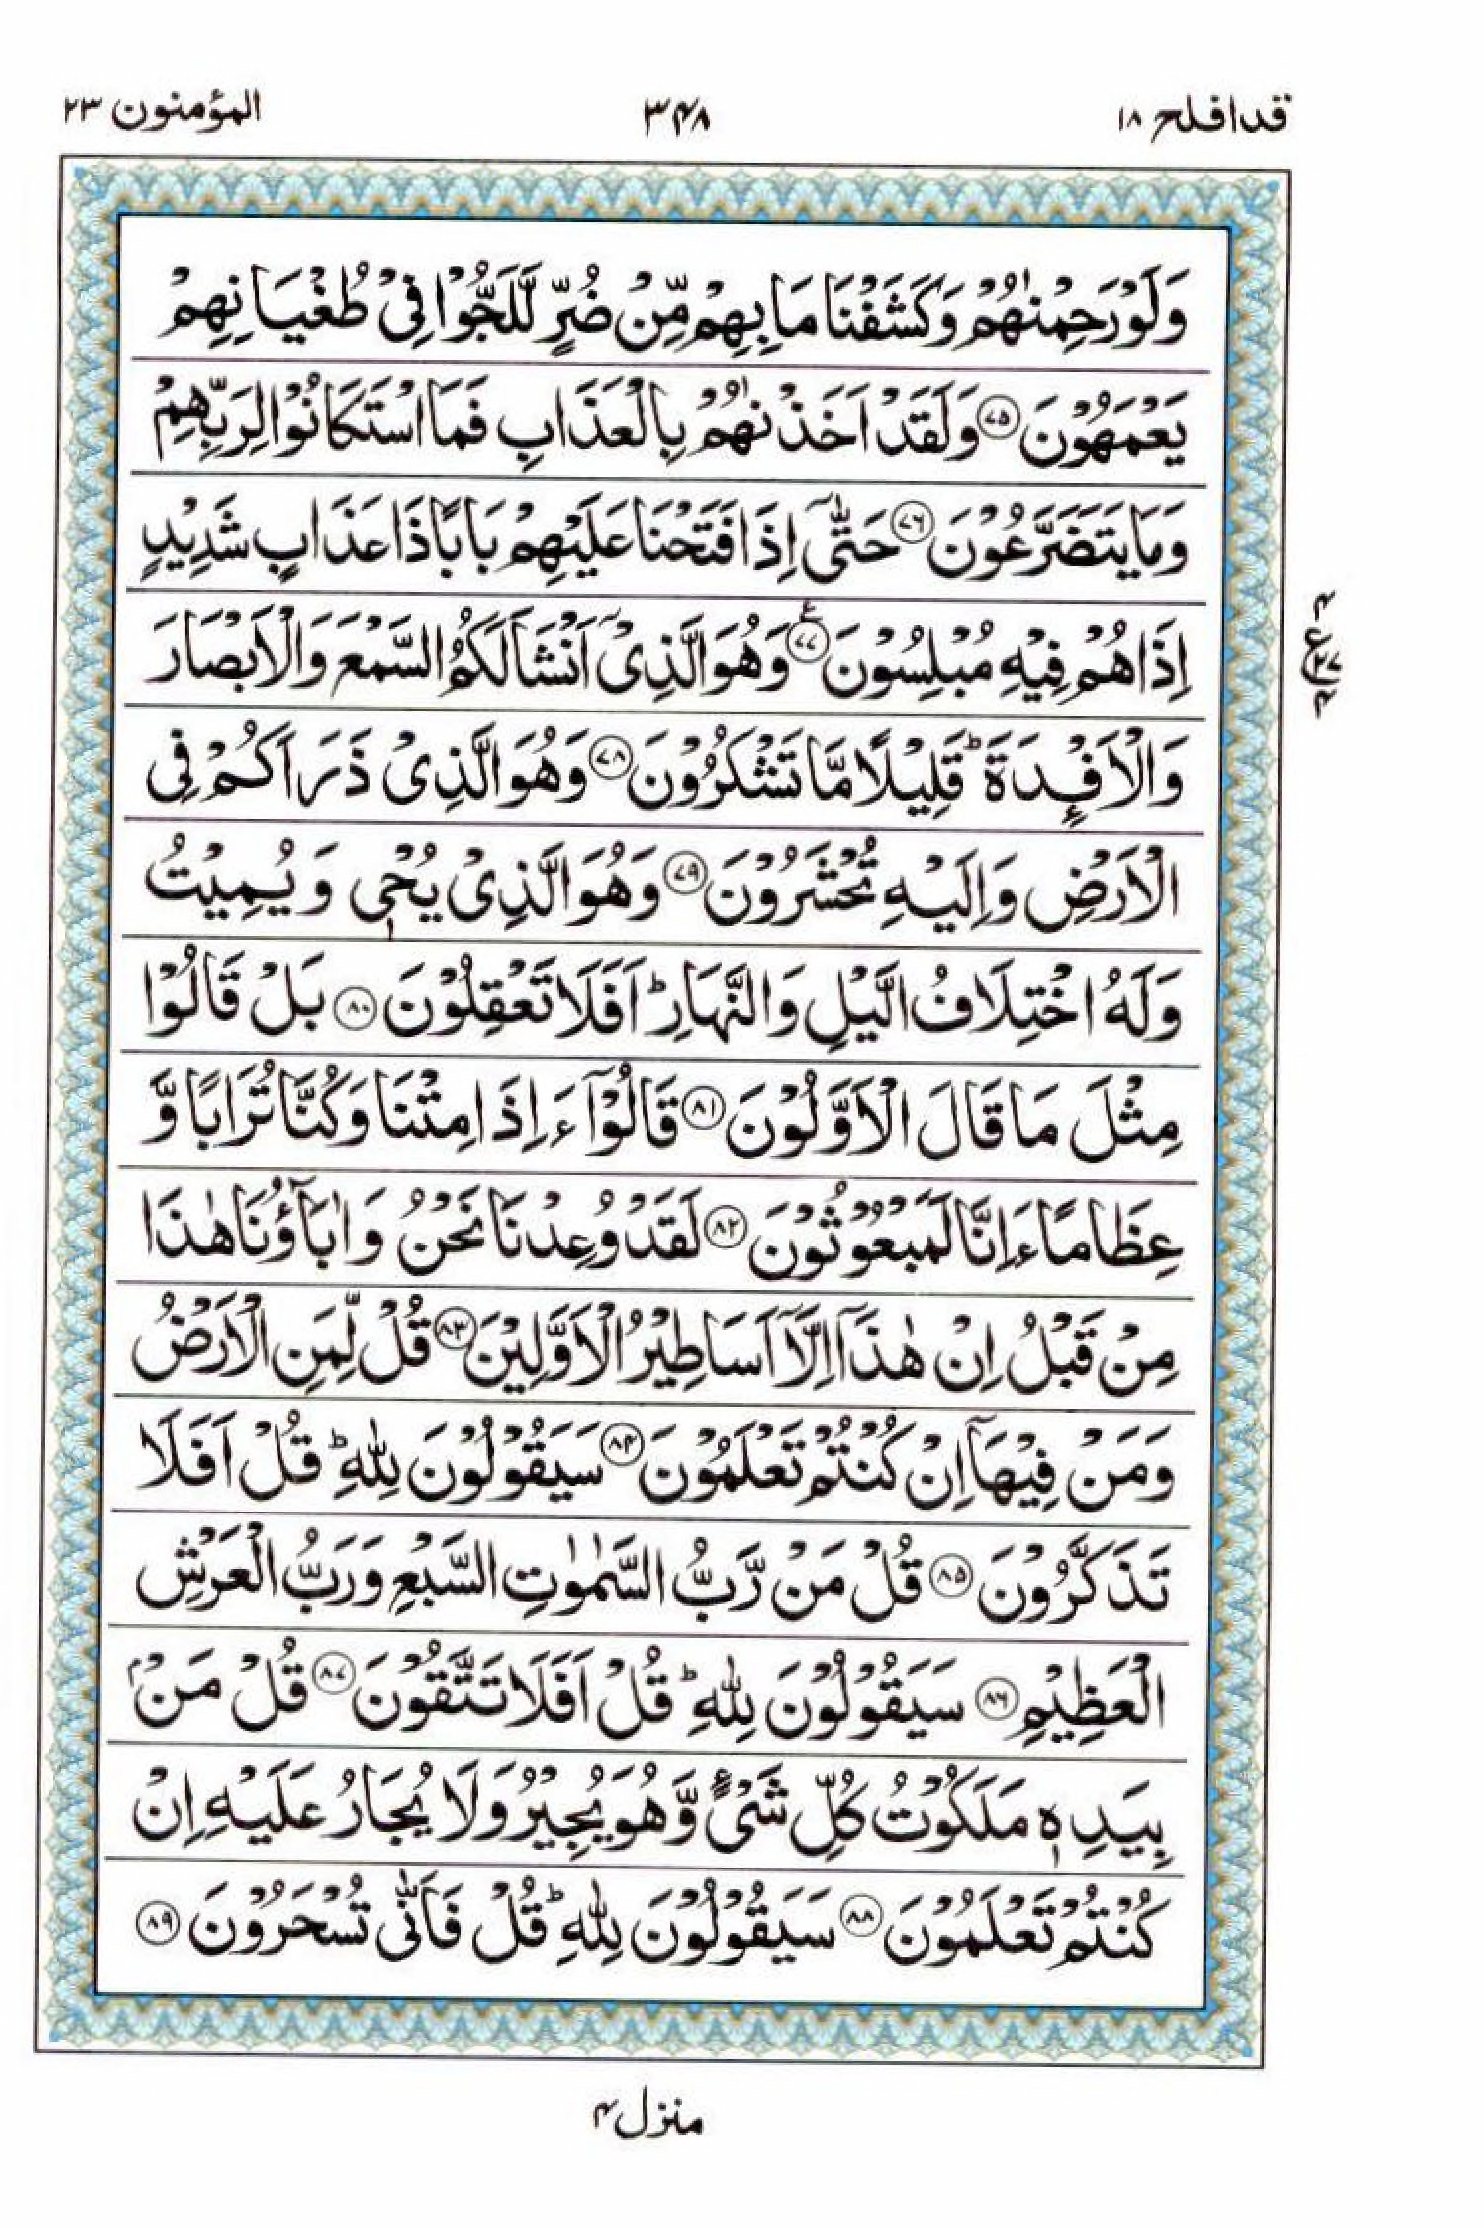 قد افلح ١٨
٣٤٨
المؤمنون ٢٣
وَلَوْ رَحِمْنٰهُمْ وَكَشَفْنَا مَا بِهِمْ مِّنْ ضُرٍّ لَّلَجُّوْا فِیْ طُغْیَانِهِمْ
یَعْمَهُوْنَ ﴿٧٥﴾ وَلَقَدْ اَخَذْنٰهُمْ بِالْعَذَابِ فَمَا اسْتَكَانُوْا لِرَبِّهِمْ
وَمَا یَتَضَرَّعُوْنَ ﴿٧٦﴾ حَتّٰۤی اِذَا فَتَحْنَا عَلَیْهِمْ بَابًا ذَا عَذَابٍ شَدِیْدٍ
اِذَا هُمْ فِیْهِ مُبْلِسُوْنَ ﴿٧٧﴾ وَهُوَ الَّذِیْۤ اَنْشَاَ لَكُمُ السَّمْعَ وَالْاَبْصَارَ
وَالْاَفْـِٕدَةَ ؕ قَلِیْلًا مَّا تَشْكُرُوْنَ ﴿٧٨﴾ وَهُوَ الَّذِیْ ذَرَاَكُمْ فِی
الْاَرْضِ وَاِلَیْهِ تُحْشَرُوْنَ ﴿٧٩﴾ وَهُوَ الَّذِیْ یُحْیٖ وَیُمِیْتُ
وَلَهُ اخْتِلَافُ الَّیْلِ وَالنَّهَارِ ؕ اَفَلَا تَعْقِلُوْنَ ﴿٨٠﴾ بَلْ قَالُوْا
مِثْلَ مَا قَالَ الْاَوَّلُوْنَ ﴿٨١﴾ قَالُوْۤا ءَاِذَا مِتْنَا وَكُنَّا تُرَابًا وَّ
عِظَامًا ءَاِنَّا لَمَبْعُوْثُوْنَ ﴿٨٢﴾ لَقَدْ وُعِدْنَا نَحْنُ وَاٰبَآؤُنَا هٰذَا
مِنْ قَبْلُ اِنْ هٰذَاۤ اِلَّاۤ اَسَاطِیْرُ الْاَوَّلِیْنَ ﴿٨٣﴾ قُلْ لِّمَنِ الْاَرْضُ
وَمَنْ فِیْهَاۤ اِنْ كُنْتُمْ تَعْلَمُوْنَ ﴿٨٤﴾ سَیَقُوْلُوْنَ لِلّٰهِ ؕ قُلْ اَفَلَا
تَذَكَّرُوْنَ ﴿٨٥﴾ قُلْ مَنْ رَّبُّ السَّمٰوٰتِ السَّبْعِ وَرَبُّ الْعَرْشِ
الْعَظِیْمِ ﴿٨٦﴾ سَیَقُوْلُوْنَ لِلّٰهِ ؕ قُلْ اَفَلَا تَتَّقُوْنَ ﴿٨٧﴾ قُلْ مَنْۢ
بِیَدِهٖ مَلَكُوْتُ كُلِّ شَیْءٍ وَّهُوَ یُجِیْرُ وَلَا یُجَارُ عَلَیْهِ اِنْ
كُنْتُمْ تَعْلَمُوْنَ ﴿٨٨﴾ سَیَقُوْلُوْنَ لِلّٰهِ ؕ قُلْ فَاَنّٰی تُسْحَرُوْنَ ﴿٨٩﴾
منزل ٤